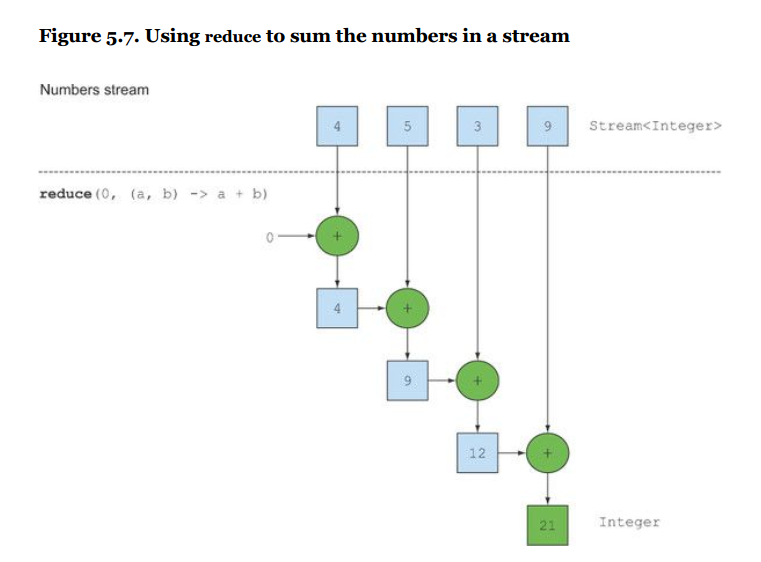 Figure 5.7. Using reduce to sum the numbers in a stream
Numbers stream
4 5 3 9 Stream<Integer>
reduce(0, (a, b) -> a + b)
0 +
4 +
9 +
12 +
21 Integer